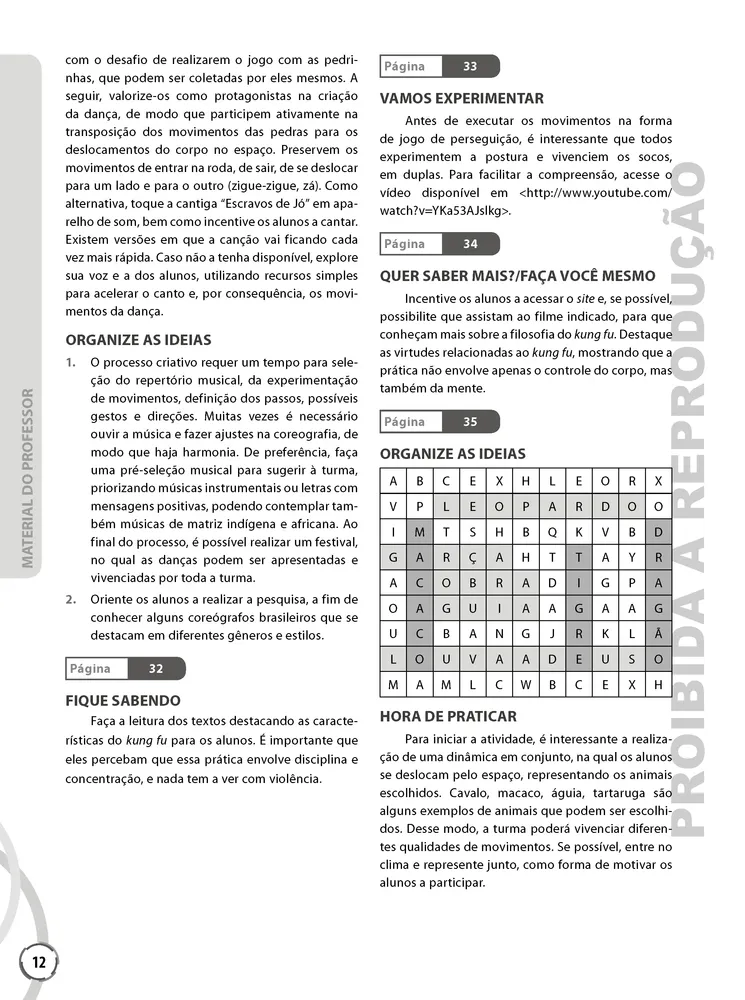 com o desafio de realizarem o jogo com as pedri-
nhas, que podem ser coletadas por eles mesmos. A
seguir, valorize-os como protagonistas na criação
da dança, de modo que participem ativamente na
transposição dos movimentos das pedras para os
deslocamentos do corpo no espaço. Preservem os
movimentos de entrar na roda, de sair, de se deslocar
para um lado e para o outro (zigue-zigue, zá). Como
alternativa, toque a cantiga “Escravos de Jó” em apa-
relho de som, bem como incentive os alunos a cantar.
Existem versões em que a canção vai ficando cada
vez mais rápida. Caso não a tenha disponível, explore
sua voz e a dos alunos, utilizando recursos simples
para acelerar o canto e, por consequência, os movi-
mentos da dança.
ORGANIZE AS IDEIAS
1. O processo criativo requer um tempo para sele-
ção do repertório musical, da experimentação
de movimentos, definição dos passos, possíveis
gestos e direções. Muitas vezes é necessário
ouvir a música e fazer ajustes na coreografia, de
modo que haja harmonia. De preferência, faça
uma pré-seleção musical para sugerir à turma,
priorizando músicas instrumentais ou letras com
mensagens positivas, podendo contemplar tam-
bém músicas de matriz indígena e africana. Ao
final do processo, é possível realizar um festival,
no qual as danças podem ser apresentadas e
vivenciadas por toda a turma.
2. Oriente os alunos a realizar a pesquisa, a fim de
conhecer alguns coreógrafos brasileiros que se
destacam em diferentes gêneros e estilos.
Página 32
FIQUE SABENDO
Faça a leitura dos textos destacando as caracte-
rísticas do kung fu para os alunos. É importante que
eles percebam que essa prática envolve disciplina e
concentração, e nada tem a ver com violência.
Página 33
VAMOS EXPERIMENTAR
Antes de executar os movimentos na forma
de jogo de perseguição, é interessante que todos
experimentem a postura e vivenciem os socos,
em duplas. Para facilitar a compreensão, acesse o
vídeo disponível em <http://www.youtube.com/
watch?v=YKa53AJsIkg>.
Página 34
QUER SABER MAIS?/FAÇA VOCÊ MESMO
Incentive os alunos a acessar o site e, se possível,
possibilite que assistam ao filme indicado, para que
conheçam mais sobre a filosofia do kung fu. Destaque
as virtudes relacionadas ao kung fu, mostrando que a
prática não envolve apenas o controle do corpo, mas
também da mente.
Página 35
ORGANIZE AS IDEIAS
A B C E X H L E O R X
V P L E O P A R D O O
I M T S H B Q K V B D
G A R Ç A H T T A Y R
A C O B R A D I G P A
O A G U I A A G A A G
U C B A N G J R K L Ã
L O U V A A D E U S O
M A M L C W B C E X H
HORA DE PRATICAR
Para iniciar a atividade, é interessante a realiza-
ção de uma dinâmica em conjunto, na qual os alunos
se deslocam pelo espaço, representando os animais
escolhidos. Cavalo, macaco, águia, tartaruga são
alguns exemplos de animais que podem ser escolhi-
dos. Desse modo, a turma poderá vivenciar diferen-
tes qualidades de movimentos. Se possível, entre no
clima e represente junto, como forma de motivar os
alunos a participar.
MATERIAL DO PROFESSOR
PROIBIDA A REPRODUÇÃO
12